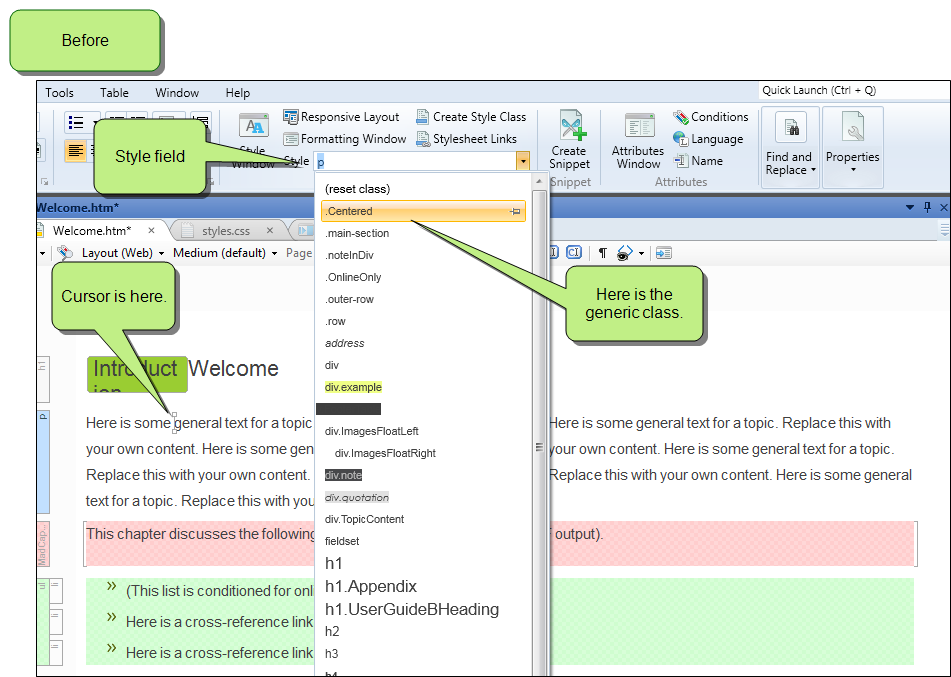 Before
Tools Table Window Help
Quick Launch (Ctrl + Q)
Responsive Layout
Create Style Class
Formatting Window
Stylesheet Links
Style
Window
Style p
Create
Snippet
Snippet
Attributes
Window
Conditions
Language
Name
Attributes
Find and
Replace
Properties
Style field
Welcome.htm*
Welcome.htm* × styles.css ×
Layout (Web) Medium (default) Page
Cursor is here.
Here is the
generic class.
(reset class)
.Centered
.main-section
.noteInDiv
.OnlineOnly
.outer-row
.row
address
div
div.example
div.ImagesFloatLeft
div.ImagesFloatRight
div.note
div.quotation
div.TopicContent
fieldset
h1
h1.Appendix
h1.UserGuideBHeading
h2
h3
h4
h1
Introduct Welcome
ion
p
Here is some general text for a topic Here is some general text for a topic. Replace this with
your own content. Here is some gen your own content. Here is some general text for a topic.
Replace this with your own content. Replace this with your own content. Here is some general
text for a topic. Replace this with you
MadCap...
This chapter discusses the following output).
» (This list is conditioned for onl
» Here is a cross-reference link
» Here is a cross-reference link